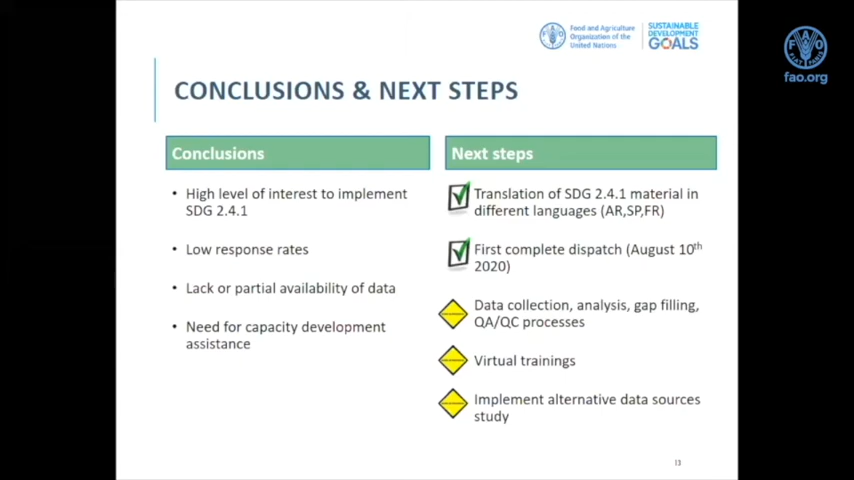 Food and Agriculture
Organization of the
United Nations
SUSTAINABLE
DEVELOPMENT
GOALS
fao.org
CONCLUSIONS & NEXT STEPS
Conclusions
• High level of interest to implement
SDG 2.4.1
• Low response rates
• Lack or partial availability of data
• Need for capacity development
assistance
Next steps
Translation of SDG 2.4.1 material in
different languages (AR,SP,FR)
First complete dispatch (August 10th
2020)
Data collection, analysis, gap filling,
QA/QC processes
Virtual trainings
Implement alternative data sources
study
13